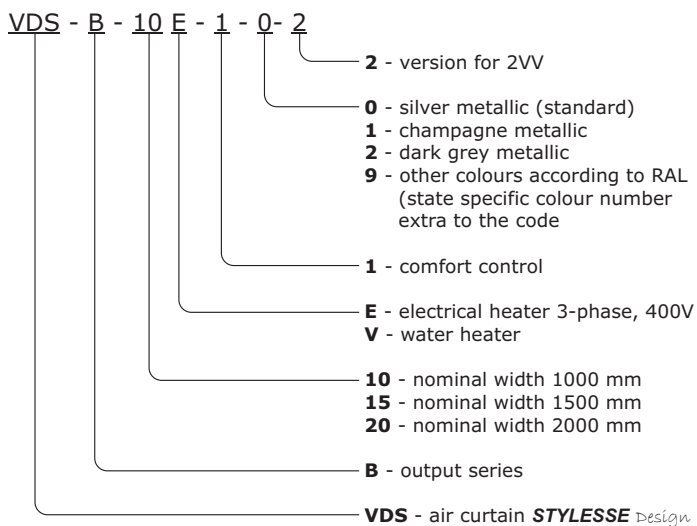 VDS - B - 10 E - 1 - 0- 2
2 - version for 2VV
0 - silver metallic (standard)
1 - champagne metallic
2 - dark grey metallic
9 - other colours according to RAL
(state specific colour number
extra to the code
1 - comfort control
E - electrical heater 3-phase, 400V
V - water heater
10 - nominal width 1000 mm
15 - nominal width 1500 mm
20 - nominal width 2000 mm
B - output series
VDS - air curtain STYLESSE Design